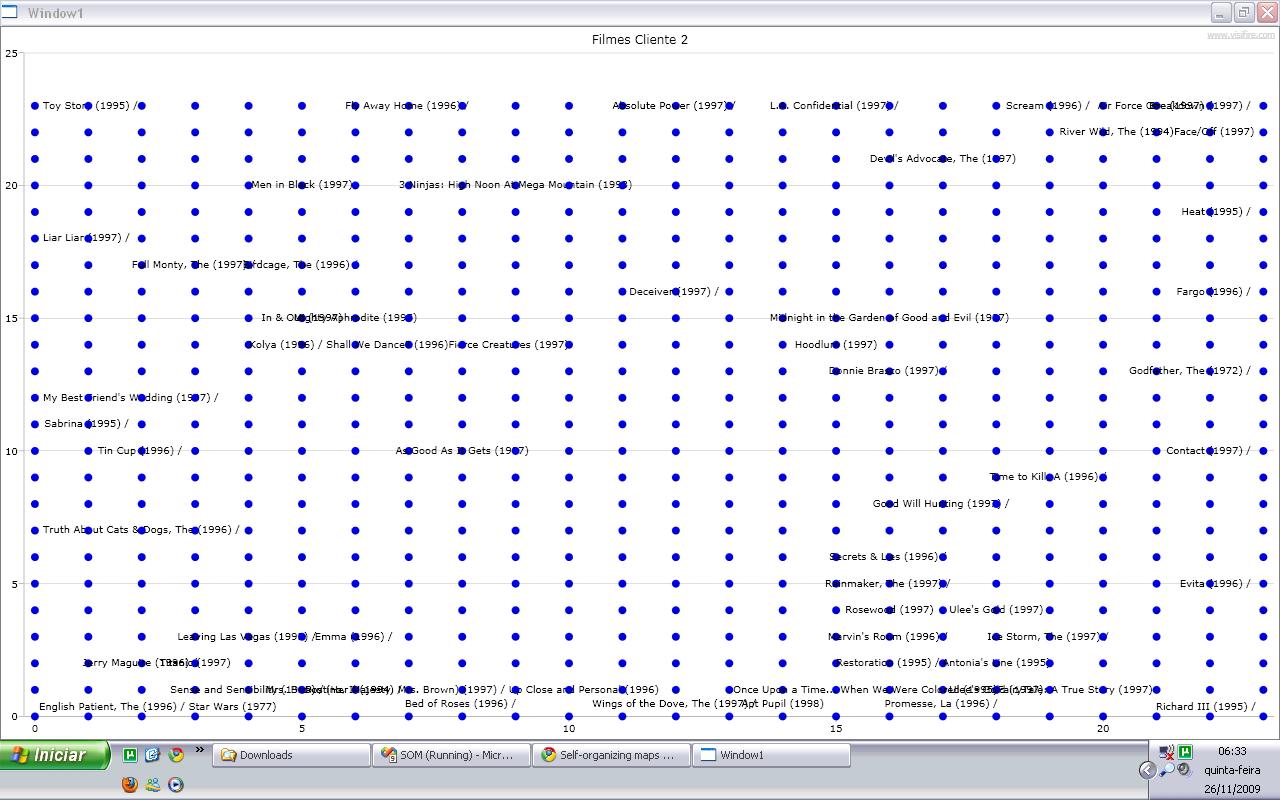 Window1
Filmes Cliente 2
www.visifire.com
25
Toy Story (1995) /
Fly Away Home (1996) /
Absolute Power (1997) /
L.A. Confidential (1997) /
Scream (1996) /
Air Force (1997) /
River Wild, The (1994) Face/Off (1997)
Devil's Advocate, The (1997)
20
Men in Black (1997)
3 Ninjas: High Noon At Mega Mountain (1998)
Heat (1995) /
Liar Liar (1997) /
Full Monty, The (1997) rdcage, The (1996)
Deceiver (1997) /
Fargo (1996) /
15
In & Out (1997) Mighty Aphrodite (1995)
Midnight in the Garden of Good and Evil (1997)
Kolya (1996) / Shall We Dance? (1996) Fierce Creatures (1997)
Hoodlum (1997)
Donnie Brasco (1997)
Godfather, The (1972) /
My Best Friend's Wedding (1997) /
Sabrina (1995) /
10
Tin Cup (1996) /
As Good As It Gets (1997)
Contact (1997) /
Time to Kill, A (1996)
Good Will Hunting (1997) /
Truth About Cats & Dogs, The (1996) /
Secrets & Lies (1996)
5
Rainmaker, The (1997) /
Evita (1996) /
Rosewood (1997)
Ulee's Gold (1997)
Leaving Las Vegas (1995) / Emma (1996) /
Marvin's Room (1996)
Ice Storm, The (1997) /
Jerry Maguire (1996) Titanic (1997)
Restoration (1995) / Antonia's Line (1995)
Sense and Sensibility Mrs. Brown) (1997) / Up Close and Personal (1996)
Once Upon a Time... When We Were Colored (1995) A True Story (1997)
English Patient, The (1996) / Star Wars (1977)
Bed of Roses (1996) /
Wings of the Dove, The (1997) Apt Pupil (1998)
Promesse, La (1996) /
Richard III (1995) /
0
0 5 10 15 20
Iniciar
Downloads
SOM (Running) - Micr...
Self-organizing maps ...
Window1
06:33
quinta-feira
26/11/2009